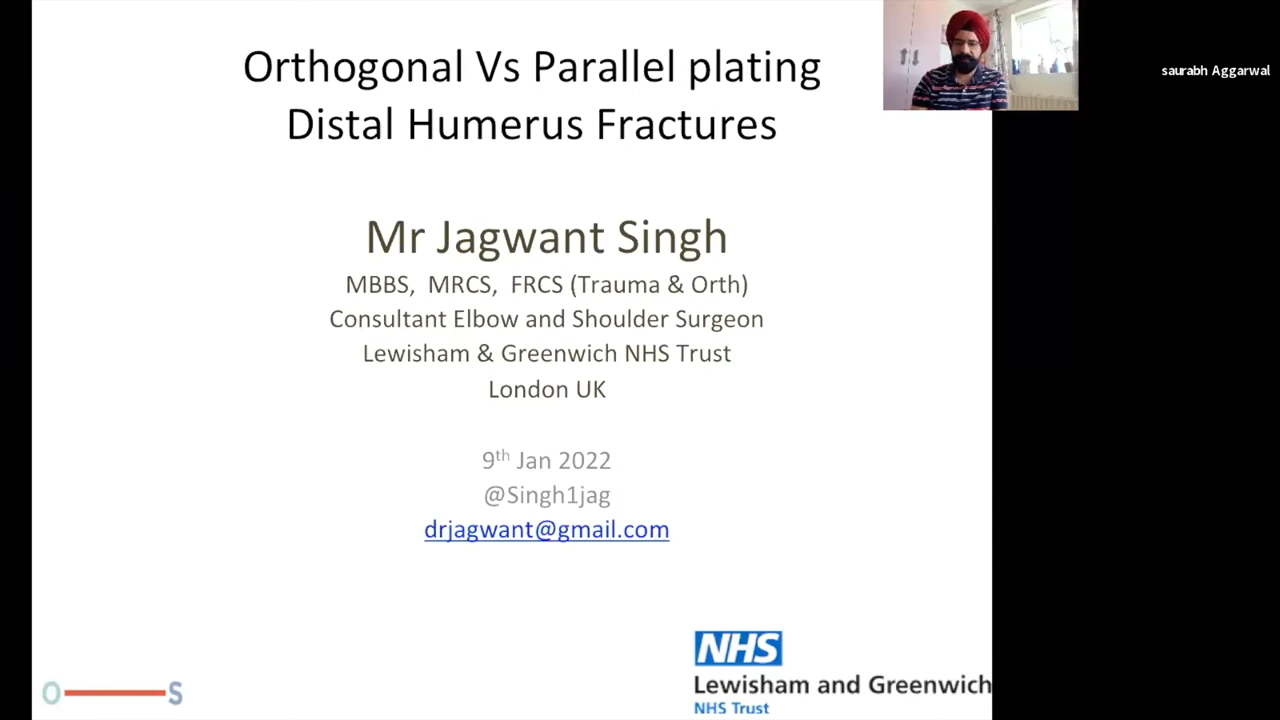 Orthogonal Vs Parallel plating
Distal Humerus Fractures
saurabh Aggarwal
Mr Jagwant Singh
MBBS, MRCS, FRCS (Trauma & Orth)
Consultant Elbow and Shoulder Surgeon
Lewisham & Greenwich NHS Trust
London UK
9th Jan 2022
@Singh1jag
drjagwant@gmail.com
NHS
Lewisham and Greenwich
NHS Trust
O S